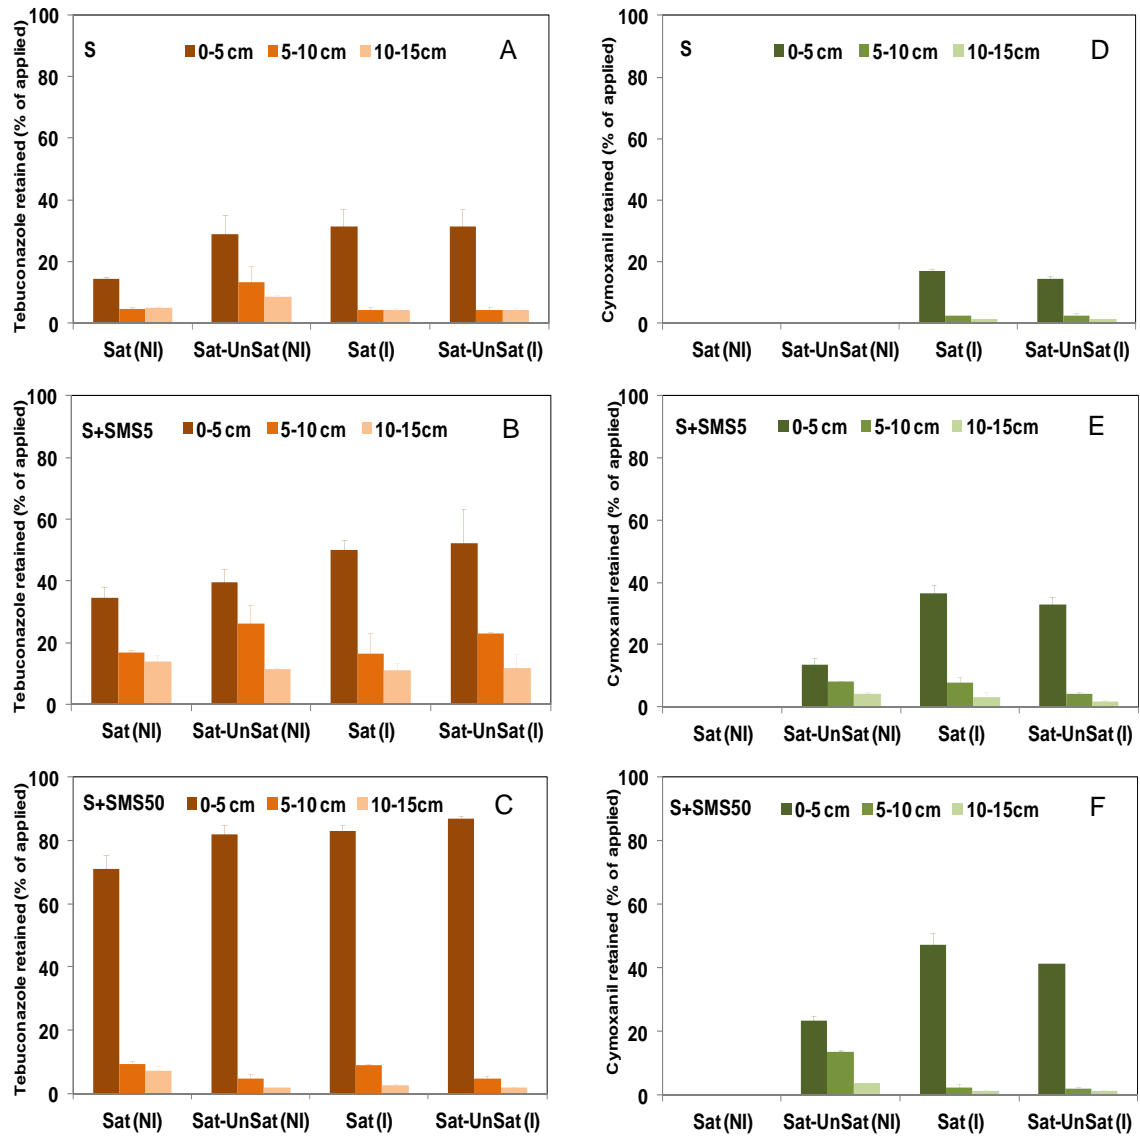 Tebuconazole retained (% of applied)
100
80
60
40
20
0
S
0-5 cm 5-10 cm 10-15cm
A
Sat (NI) Sat-UnSat (NI) Sat (I) Sat-UnSat (I)
Cymoxanil retained (% of applied)
100
80
60
40
20
0
S
0-5 cm 5-10 cm 10-15cm
D
Sat (NI) Sat-UnSat (NI) Sat (I) Sat-UnSat (I)
Tebuconazole retained (% of applied)
100
80
60
40
20
0
S+SMS5
0-5 cm 5-10 cm 10-15cm
B
Sat (NI) Sat-UnSat (NI) Sat (I) Sat-UnSat (I)
Cymoxanil retained (% of applied)
100
80
60
40
20
0
S+SMS5
0-5 cm 5-10 cm 10-15cm
E
Sat (NI) Sat-UnSat (NI) Sat (I) Sat-UnSat (I)
Tebuconazole retained (% of applied)
100
80
60
40
20
0
S+SMS50
0-5 cm 5-10 cm 10-15cm
C
Sat (NI) Sat-UnSat (NI) Sat (I) Sat-UnSat (I)
Cymoxanil retained (% of applied)
100
80
60
40
20
0
S+SMS50
0-5 cm 5-10 cm 10-15cm
F
Sat (NI) Sat-UnSat (NI) Sat (I) Sat-UnSat (I)